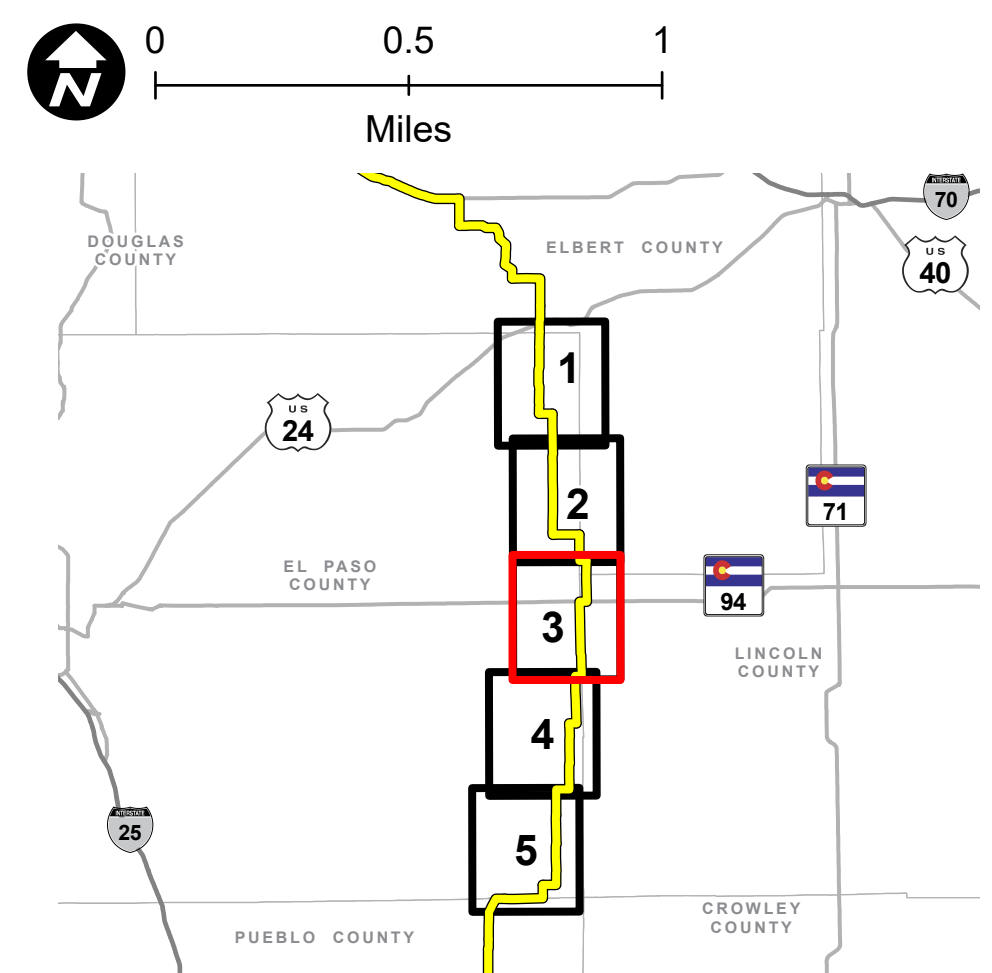 0 0.5 1
N
Miles
INTERSTATE
70
DOUGLAS
COUNTY
ELBERT COUNTY
US
40
1
US
24
2
71
EL PASO
COUNTY
94
3
LINCOLN
COUNTY
4
INTERSTATE
25
5
CROWLEY
COUNTY
PUEBLO COUNTY